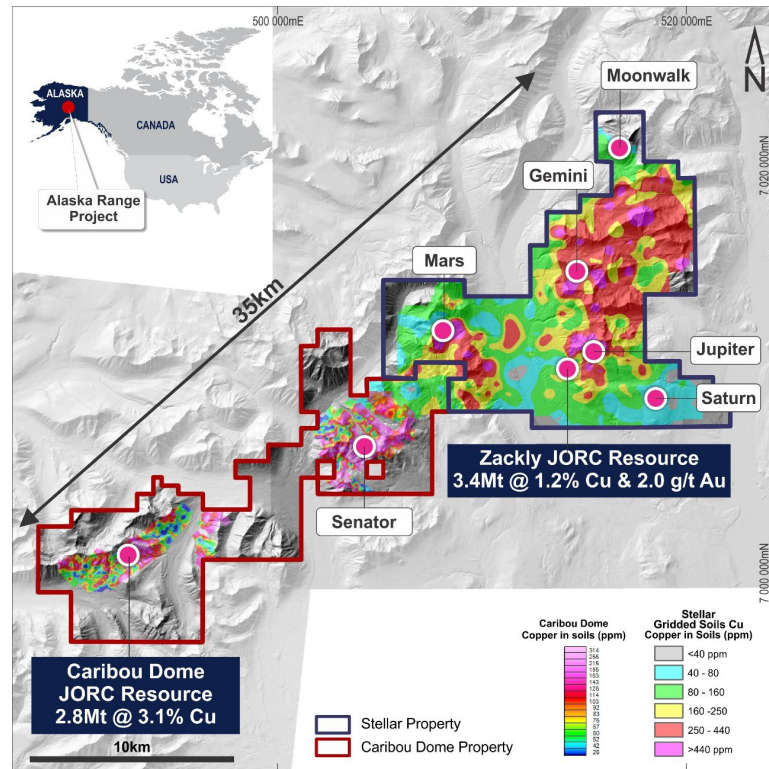 500 000mE
520 000mE
ALASKA
CANADA
USA
Alaska Range
Project
N
Moonwalk
7 020 000mN
Gemini
35km
Mars
Jupiter
Saturn
Zackly JORC Resource
3.4Mt @ 1.2% Cu & 2.0 g/t Au
Senator
7 000 000mN
Caribou Dome
JORC Resource
2.8Mt @ 3.1% Cu
10km
Stellar Property
Caribou Dome Property
Caribou Dome
Copper in soils (ppm)
314
256
216
185
163
143
126
114
103
92
83
76
67
60
52
42
26
Stellar
Gridded Soils Cu
Copper in Soils (ppm)
<40 ppm
40 - 80
80 - 160
160 -250
250 - 440
>440 ppm